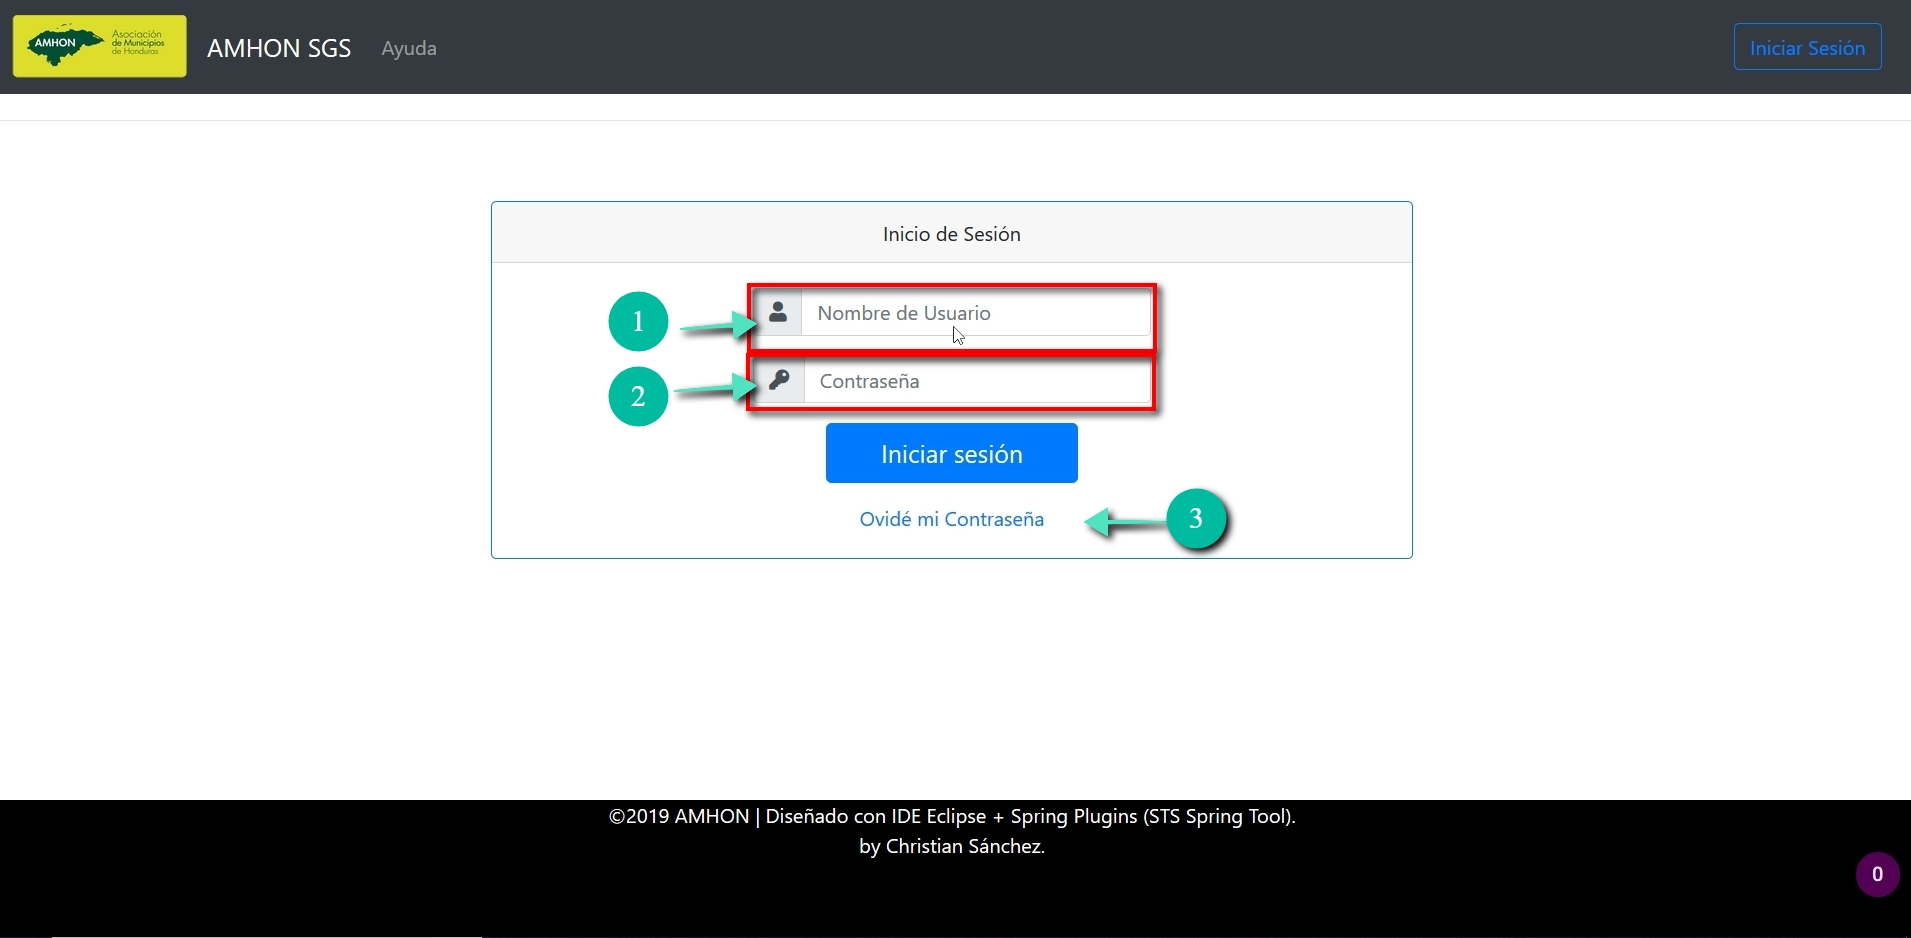 AMHON
Asociación
de Municipios
de Honduras
AMHON SGS
Ayuda
Iniciar Sesión
Inicio de Sesión
1
Nombre de Usuario
2
Contraseña
Iniciar sesión
Ovidé mi Contraseña
3
©2019 AMHON | Diseñado con IDE Eclipse + Spring Plugins (STS Spring Tool).
by Christian Sánchez.
0